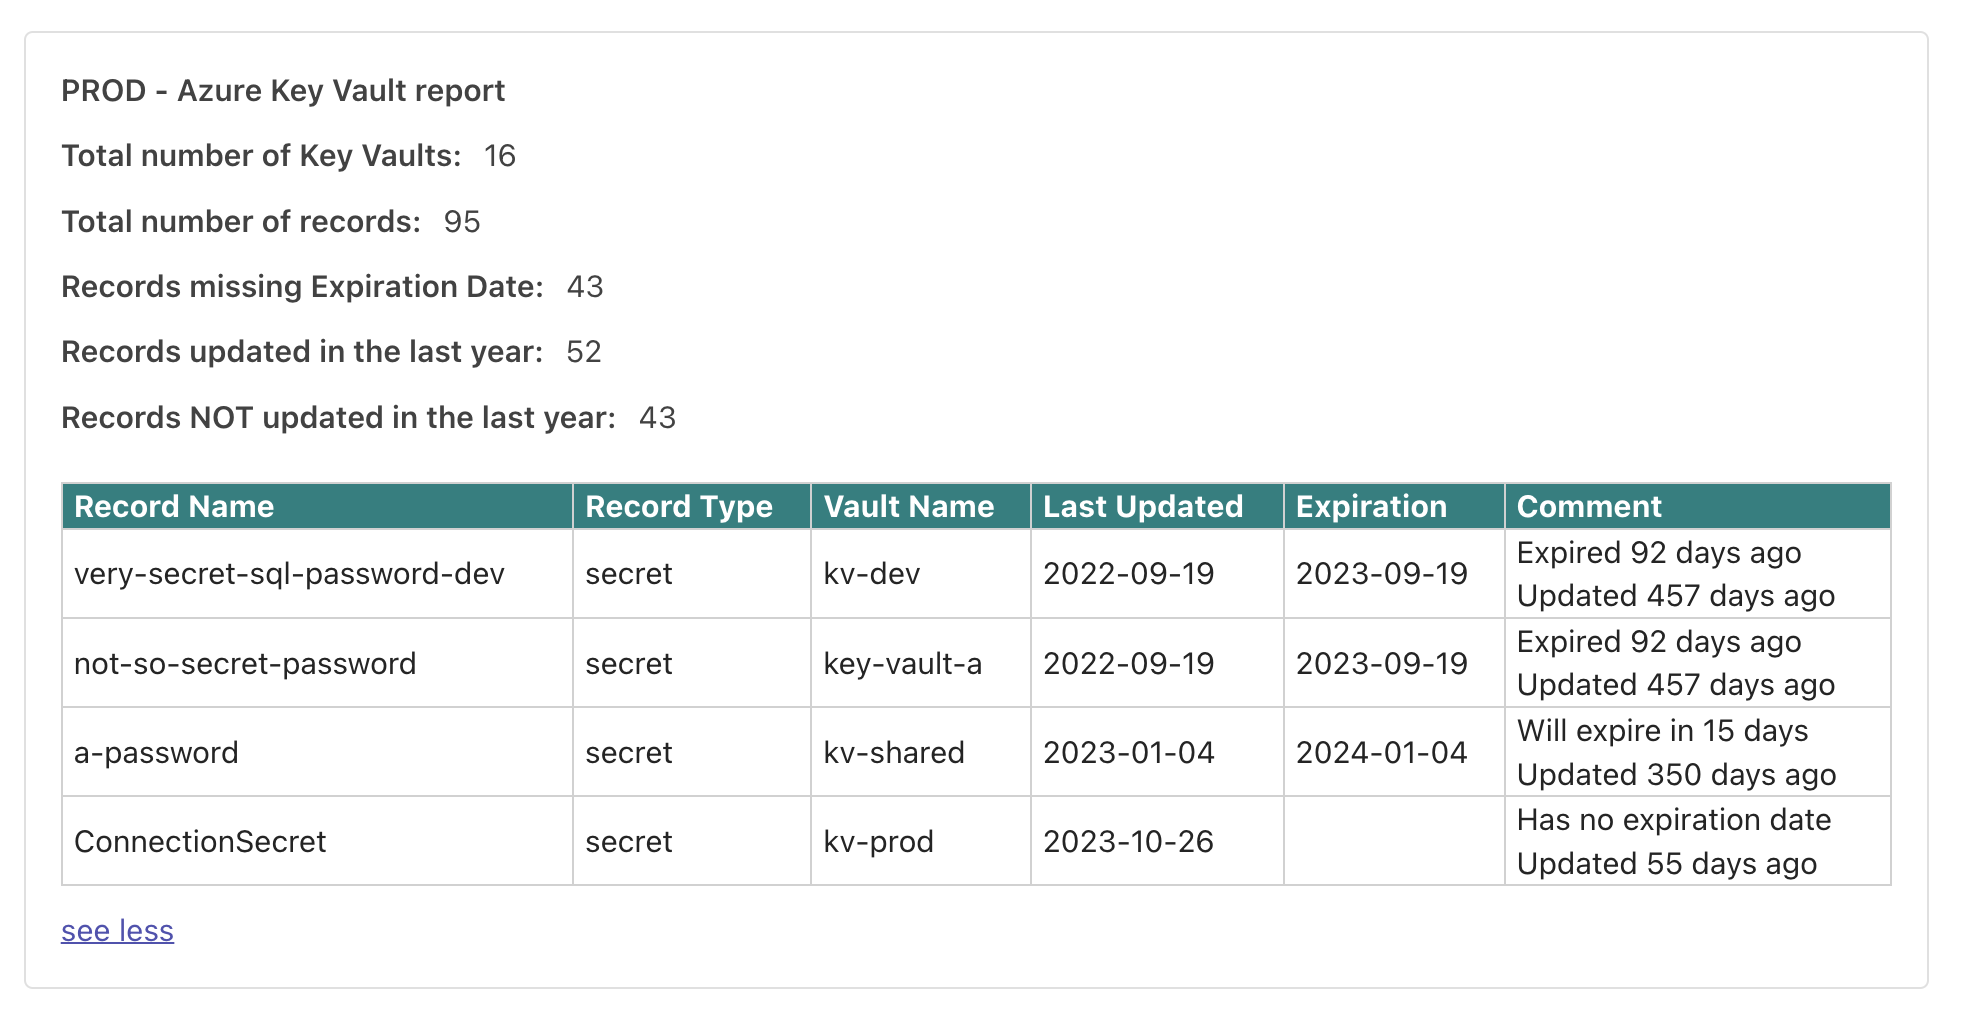 PROD - Azure Key Vault report
Total number of Key Vaults: 16
Total number of records: 95
Records missing Expiration Date: 43
Records updated in the last year: 52
Records NOT updated in the last year: 43
Record Name Record Type Vault Name Last Updated Expiration Comment
very-secret-sql-password-dev secret kv-dev 2022-09-19 2023-09-19 Expired 92 days ago
Updated 457 days ago
not-so-secret-password secret key-vault-a 2022-09-19 2023-09-19 Expired 92 days ago
Updated 457 days ago
a-password secret kv-shared 2023-01-04 2024-01-04 Will expire in 15 days
Updated 350 days ago
ConnectionSecret secret kv-prod 2023-10-26 Has no expiration date
Updated 55 days ago
see less